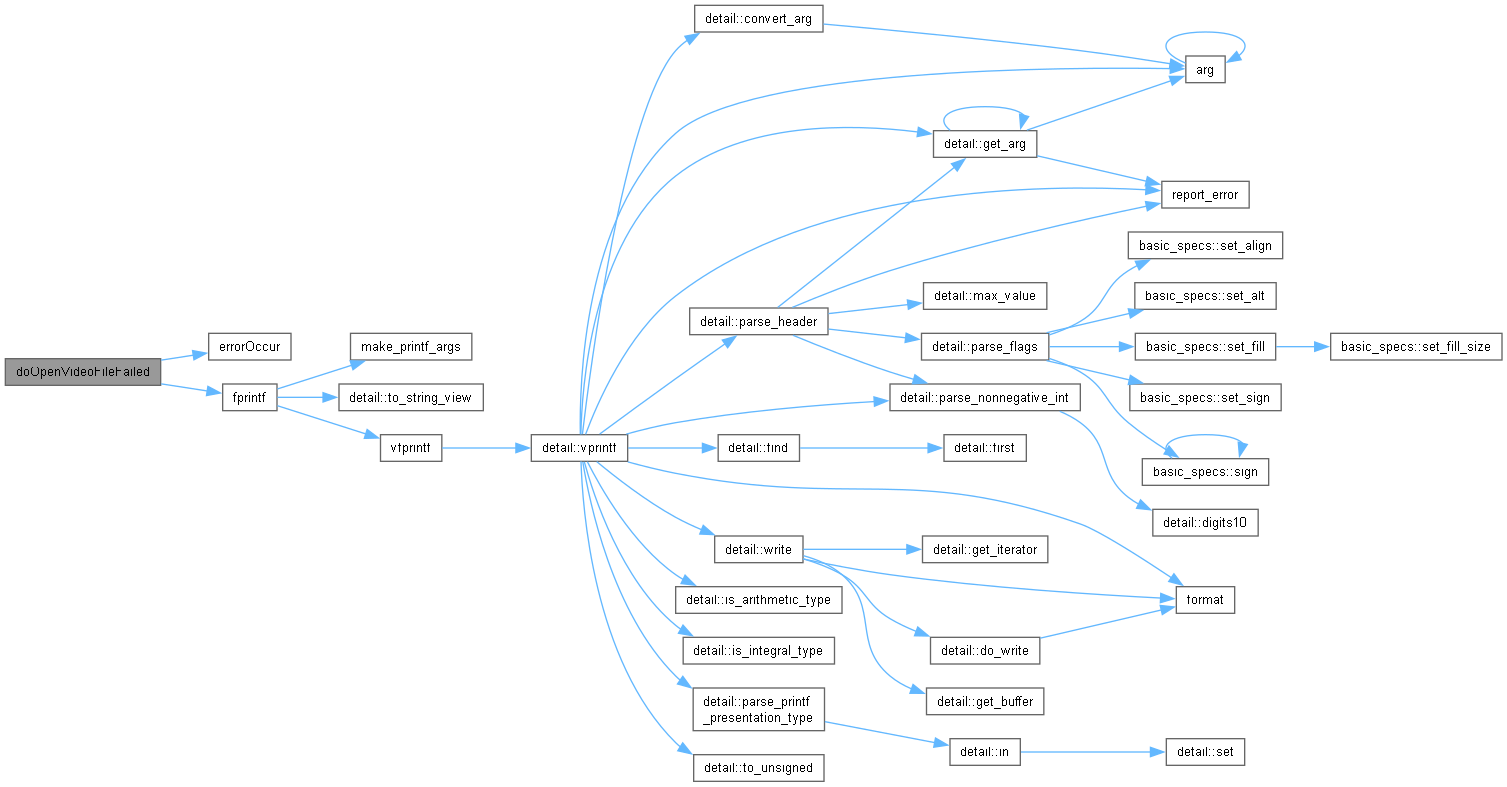 detail::convert_arg
arg
detail::get_arg
report_error
basic_specs::set_align
detail::max_value
basic_specs::set_alt
detail::parse_header
errorOccur
make_printf_args
detail::parse_flags
basic_specs::set_fill
basic_specs::set_fill_size
doOpenVideoFileFailed
fprintf
detail::to_string_view
detail::parse_nonnegative_int
basic_specs::set_sign
vfprintf
detail::vprintf
detail::find
detail::first
basic_specs::sign
detail::digits10
detail::write
detail::get_iterator
detail::is_arithmetic_type
format
detail::is_integral_type
detail::do_write
detail::parse_printf
_presentation_type
detail::get_buffer
detail::in
detail::set
detail::to_unsigned